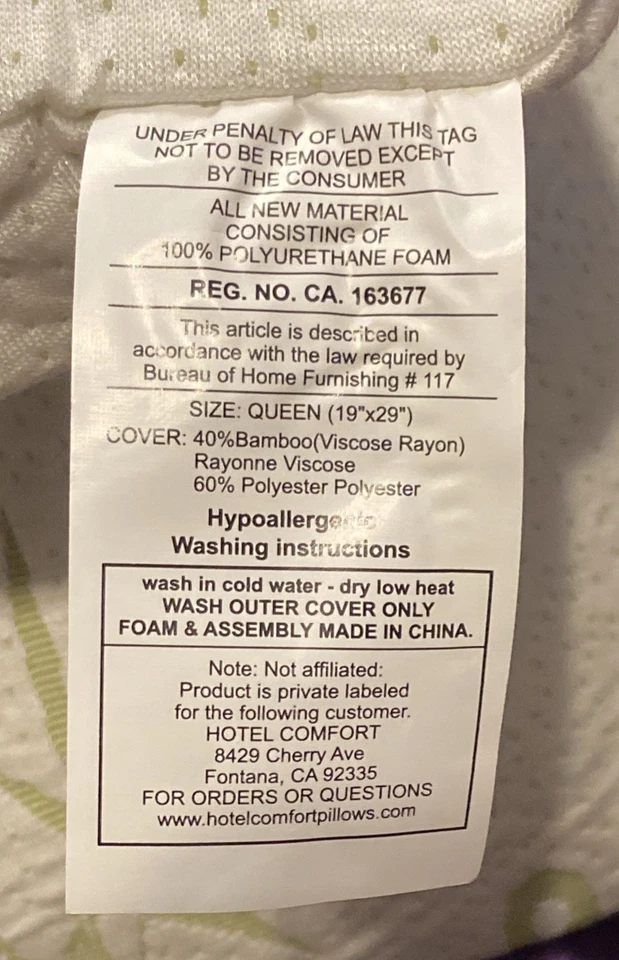 UNDER PENALTY OF LAW THIS TAG
NOT TO BE REMOVED EXCEPT
BY THE CONSUMER
ALL NEW MATERIAL
CONSISTING OF
100% POLYURETHANE FOAM
REG. NO. CA. 163677
This article is described in
accordance with the law required by
Bureau of Home Furnishing # 117
SIZE: QUEEN (19"x29")
COVER: 40%Bamboo(Viscose Rayon)
Rayonne Viscose
60% Polyester Polyester
Hypoallergenic
Washing instructions
wash in cold water - dry low heat
WASH OUTER COVER ONLY
FOAM & ASSEMBLY MADE IN CHINA.
Note: Not affiliated:
Product is private labeled
for the following customer.
HOTEL COMFORT
8429 Cherry Ave
Fontana, CA 92335
FOR ORDERS OR QUESTIONS
www.hotelcomfortpillows.com